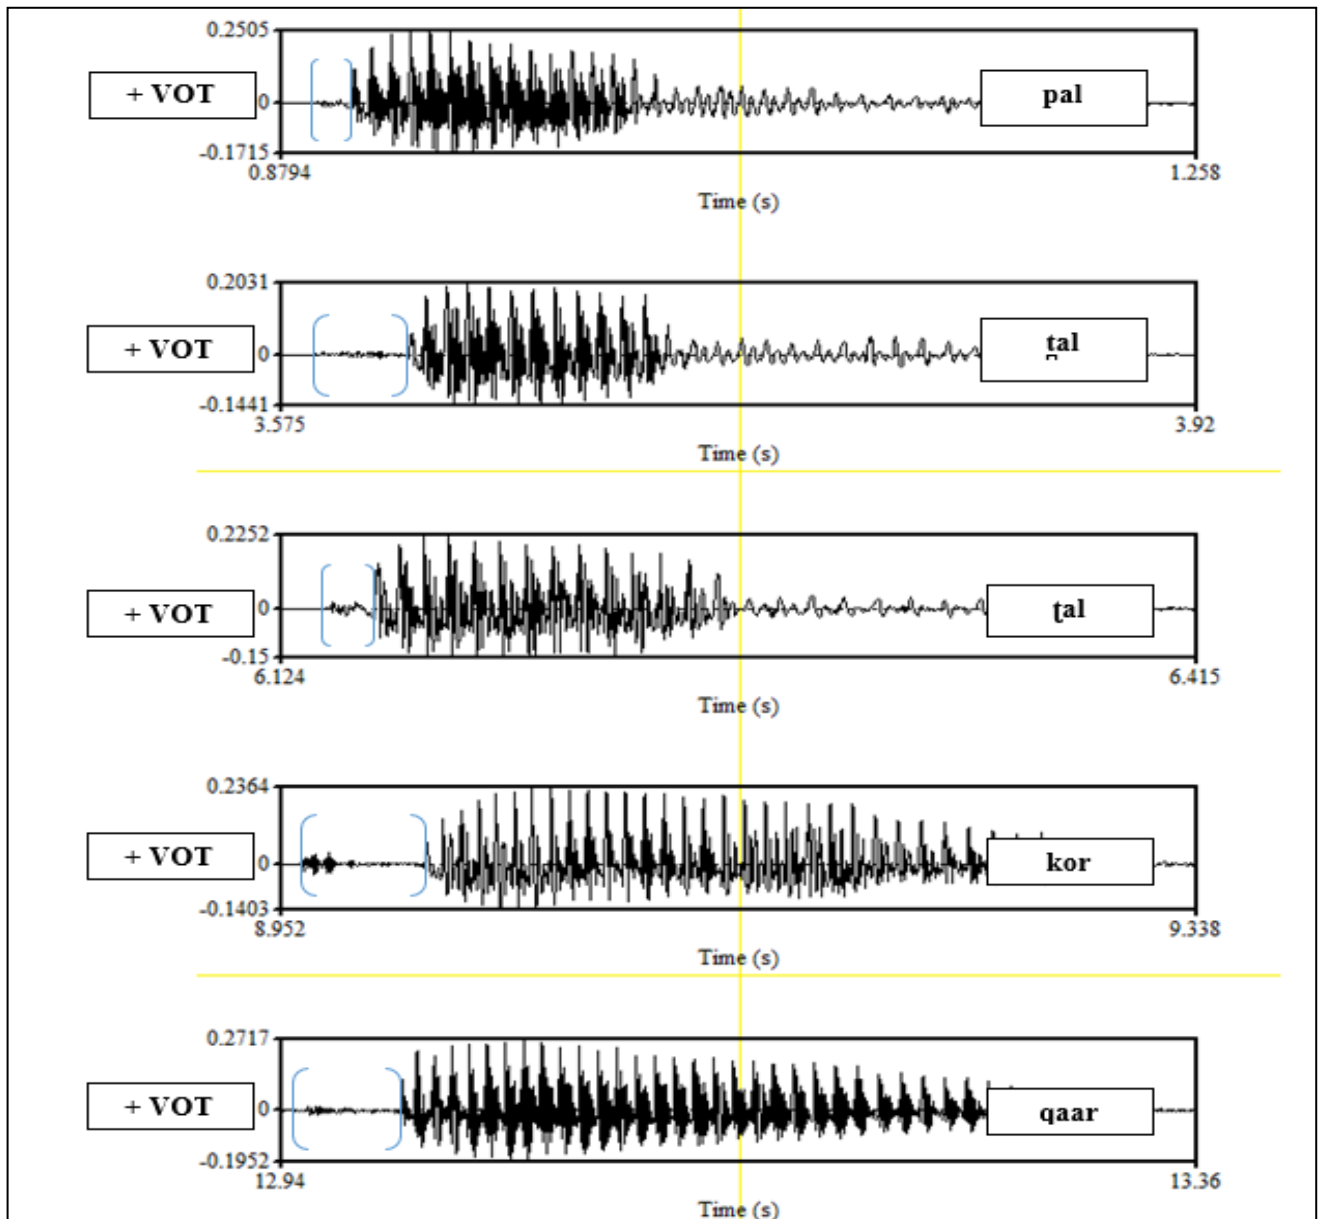 0.2505
+ VOT
0
pal
-0.1715
0.8794
1.258
Time (s)
0.2031
+ VOT
0
t̪al
-0.1441
3.575
3.92
Time (s)
0.2252
+ VOT
0
ʈal
-0.15
6.124
6.415
Time (s)
0.2364
+ VOT
0
kor
-0.1403
8.952
9.338
Time (s)
0.2717
+ VOT
0
qaar
-0.1952
12.94
13.36
Time (s)